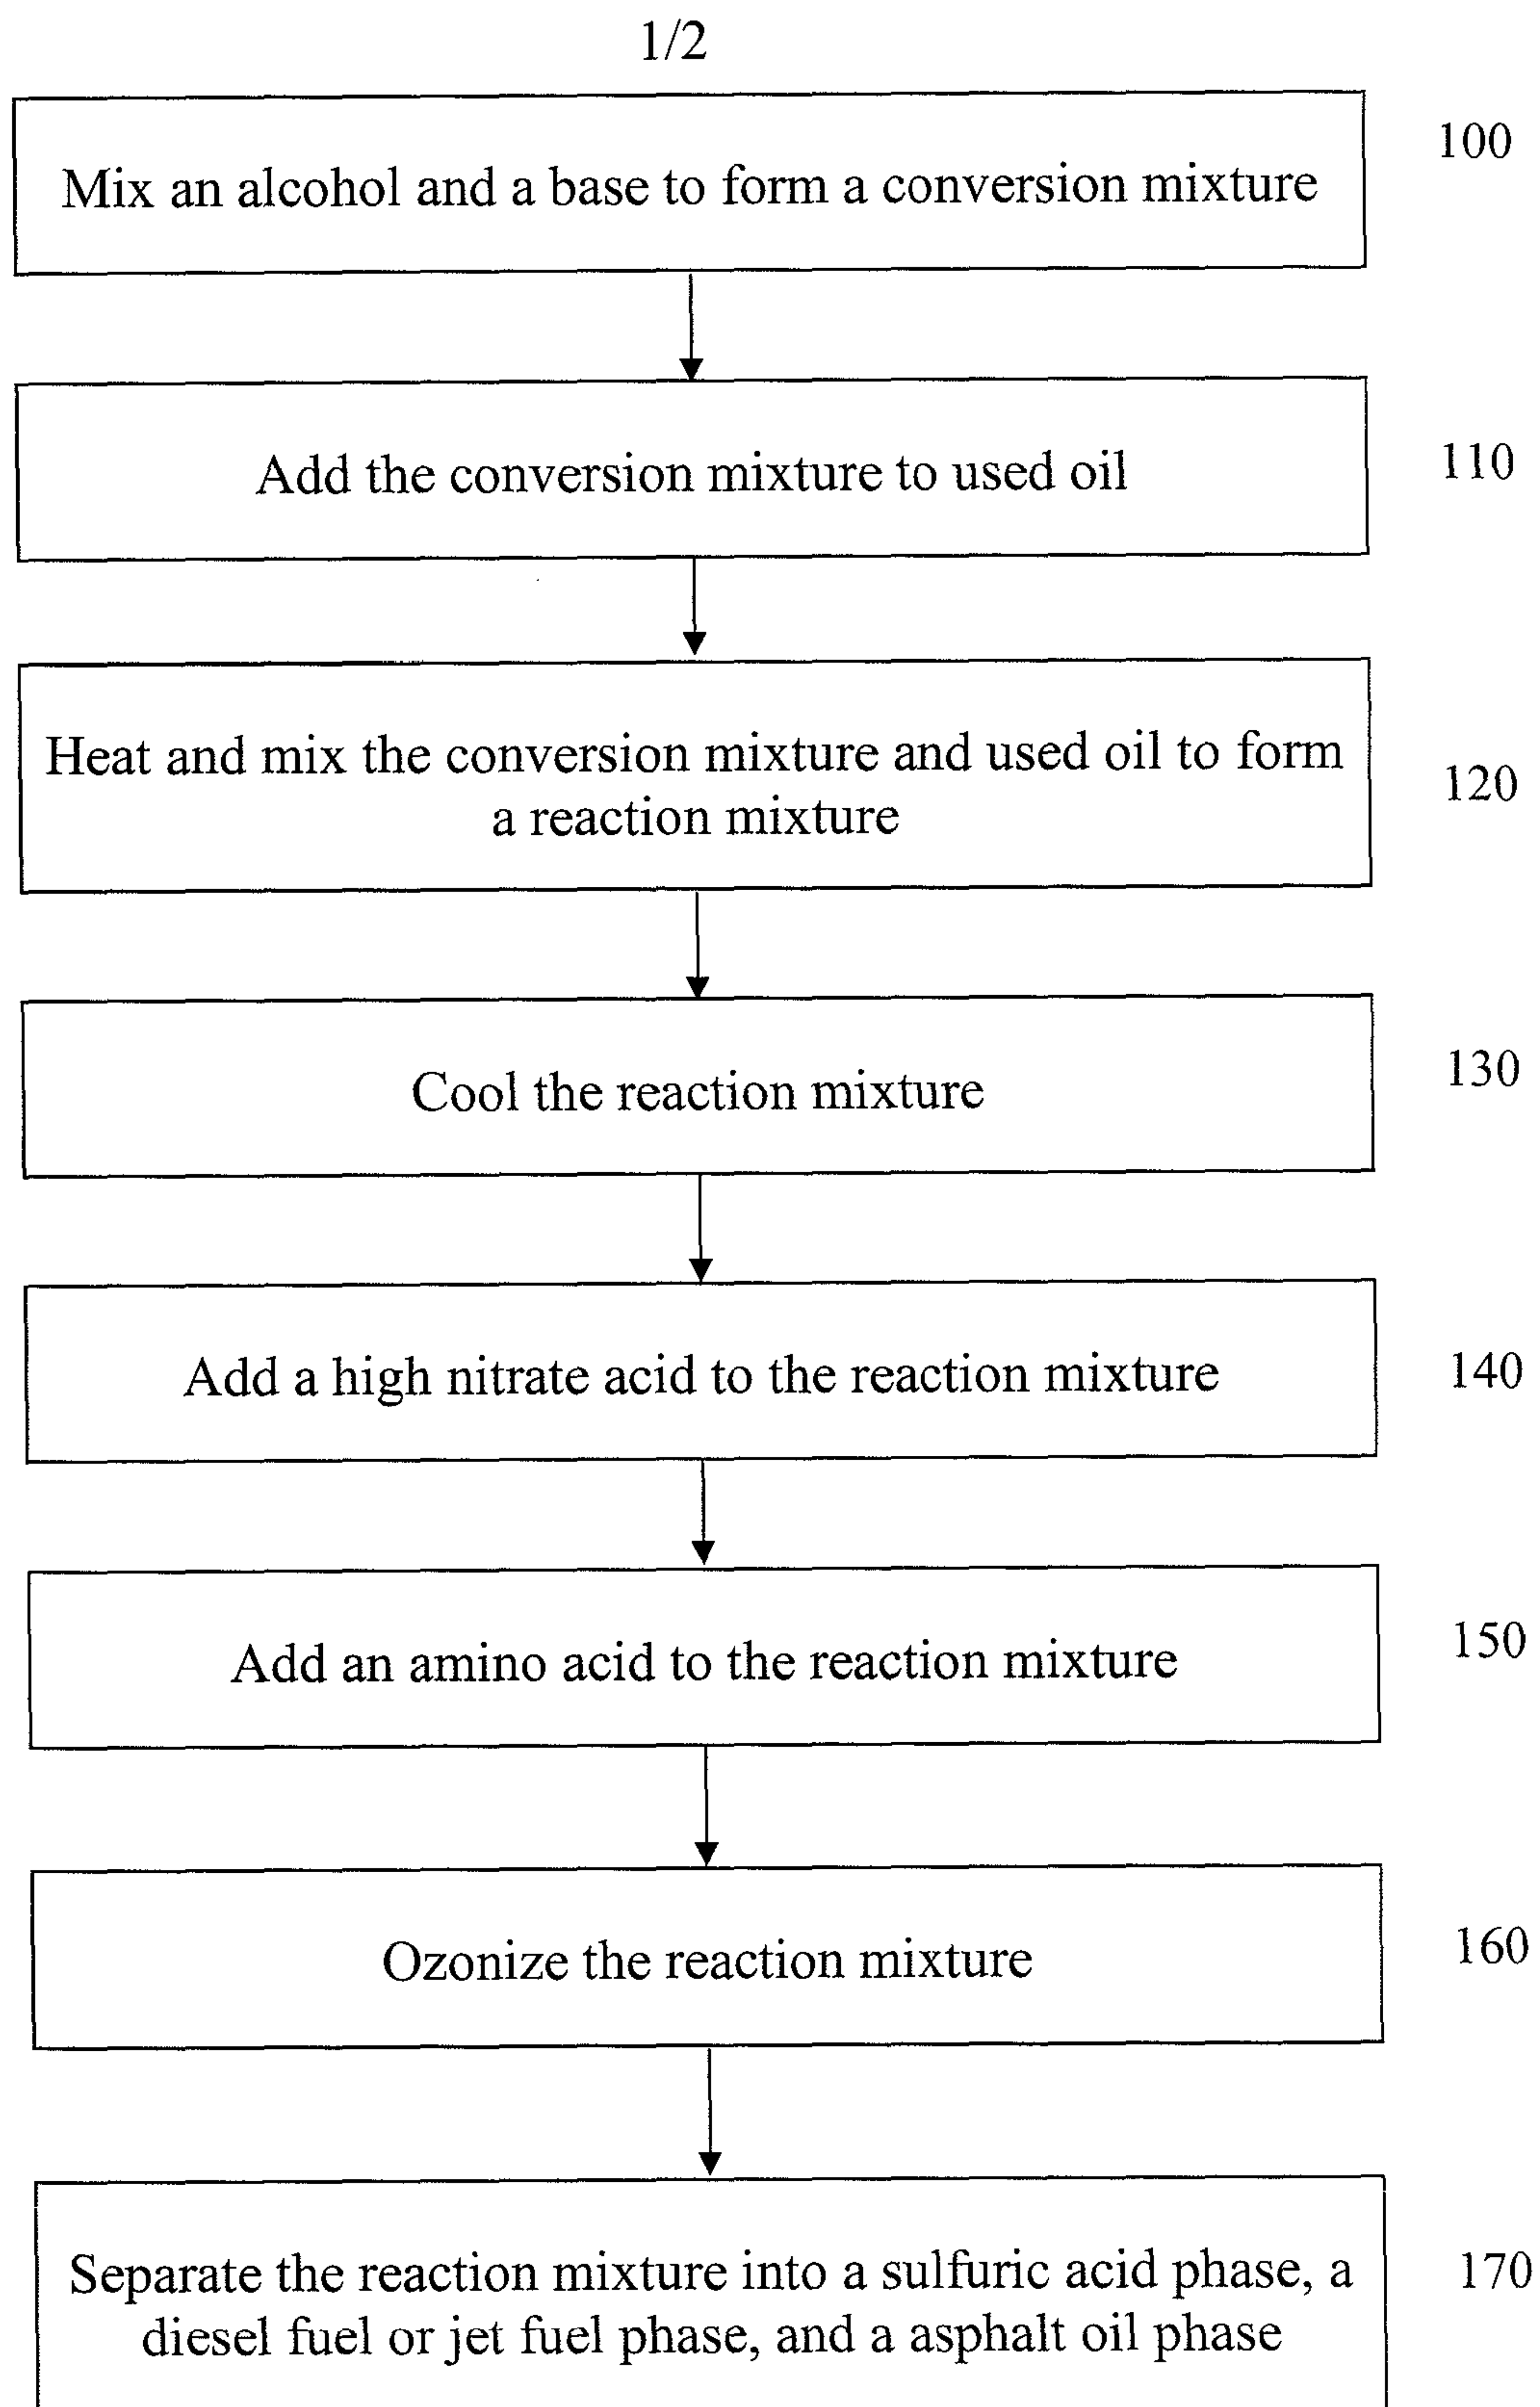 1/2
Mix an alcohol and a base to form a conversion mixture
100
Add the conversion mixture to used oil
110
Heat and mix the conversion mixture and used oil to form
a reaction mixture
120
Cool the reaction mixture
130
Add a high nitrate acid to the reaction mixture
140
Add an amino acid to the reaction mixture
150
Ozonize the reaction mixture
160
Separate the reaction mixture into a sulfuric acid phase, a
diesel fuel or jet fuel phase, and a asphalt oil phase
170